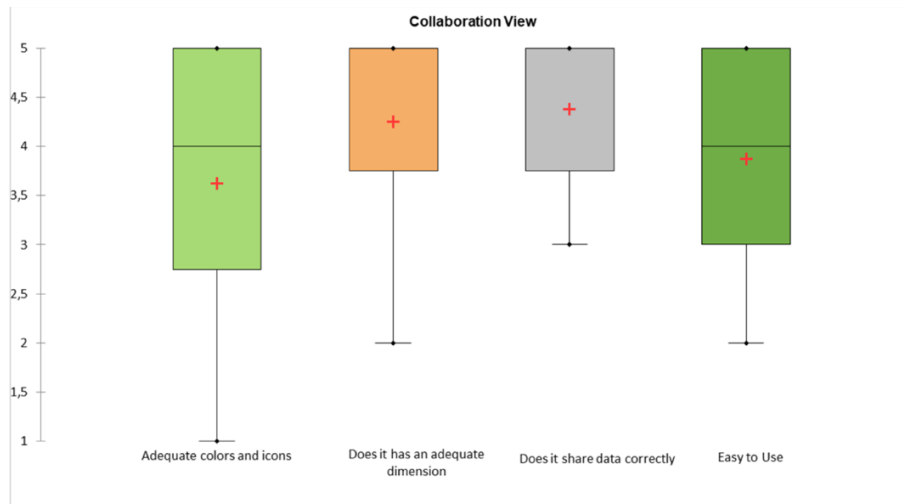 Collaboration View
5
4,5
4
3,5
3
2,5
2
1,5
1
Adequate colors and icons
Does it has an adequate
dimension
Does it share data correctly
Easy to Use